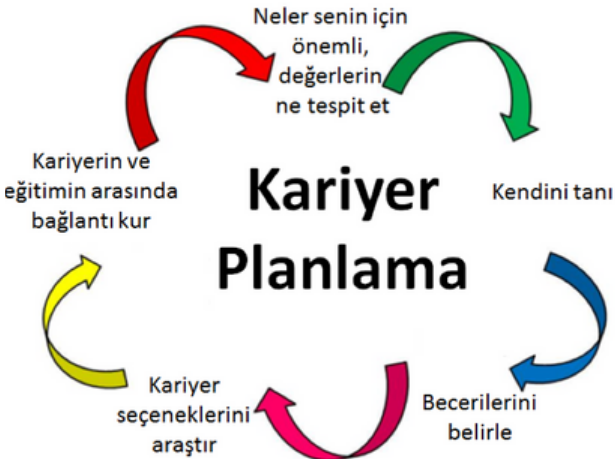 Neler senin için
önemli,
değerlerin
ne tespit et
Kendini tanı
Becerilerini
belirle
Kariyer
seçeneklerini
araştır
Kariyerin ve
eğitimin arasında
bağlantı kur
Kariyer
Planlama